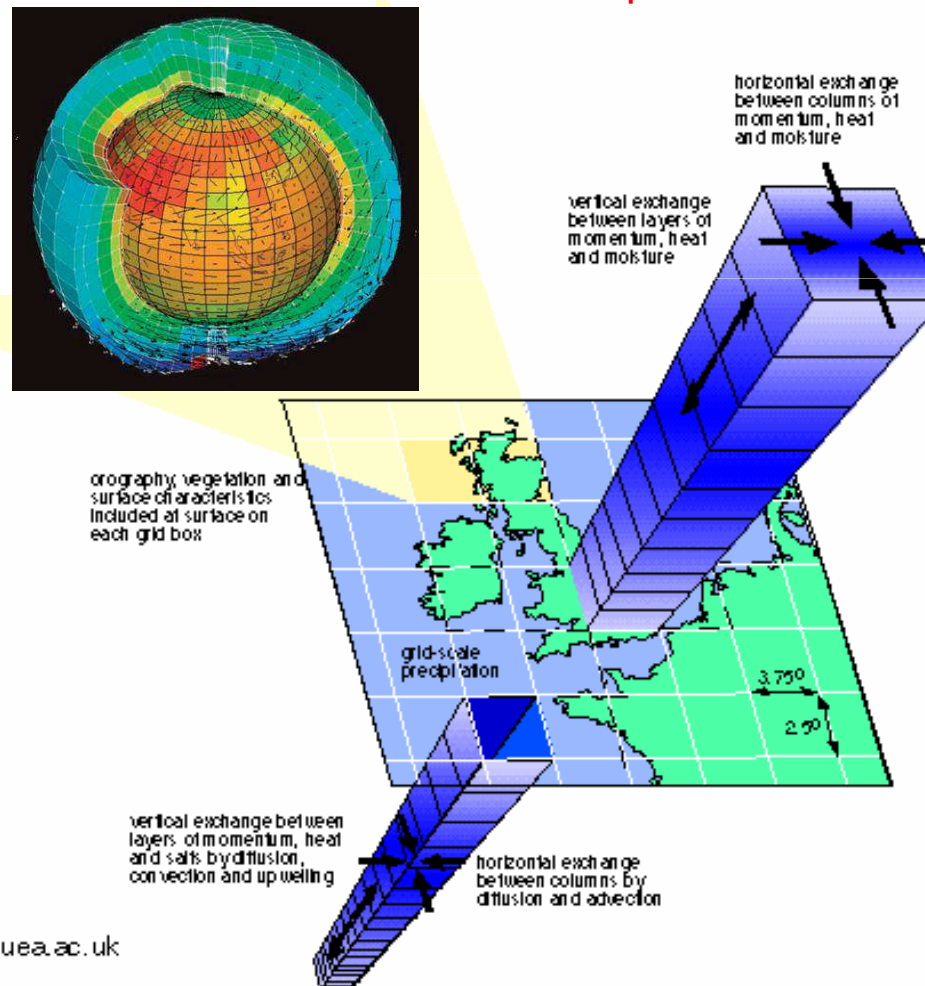 horizontal exchange
between columns of
momentum, heat
and moisture
vertical exchange
between layers of
momentum, heat
and moisture
orography, vegetation and
surface characteristics
included at surface on
each grid box
grid-scale
precipitation
3.75°
2.5°
vertical exchange between
layers of momentum, heat
and salts by diffusion,
convection and upwelling
horizontal exchange
between columns by
diffusion and advection
uea.ac.uk